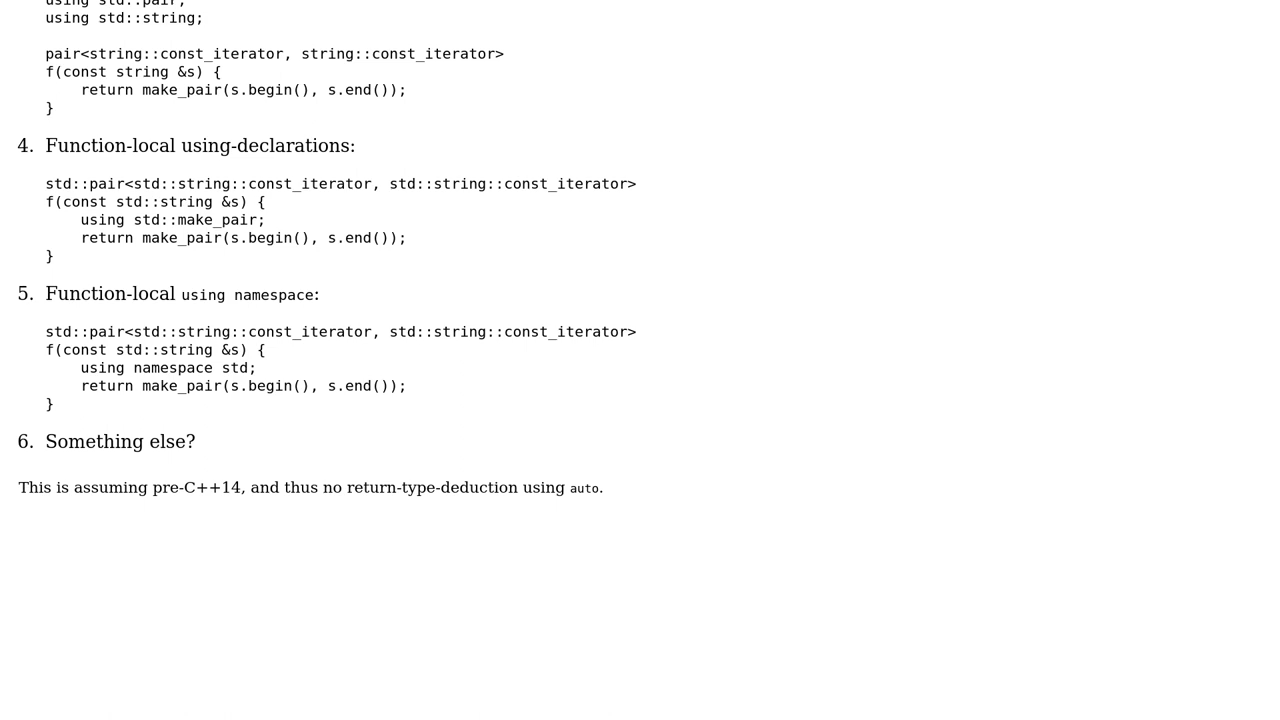 using std::pair;
using std::string;
pair<string::const_iterator, string::const_iterator>
f(const string &s) {
    return make_pair(s.begin(), s.end());
}
4. Function-local using-declarations:
std::pair<std::string::const_iterator, std::string::const_iterator>
f(const std::string &s) {
    using std::make_pair;
    return make_pair(s.begin(), s.end());
}
5. Function-local using namespace:
std::pair<std::string::const_iterator, std::string::const_iterator>
f(const std::string &s) {
    using namespace std;
    return make_pair(s.begin(), s.end());
}
6. Something else?
This is assuming pre-C++14, and thus no return-type-deduction using auto.